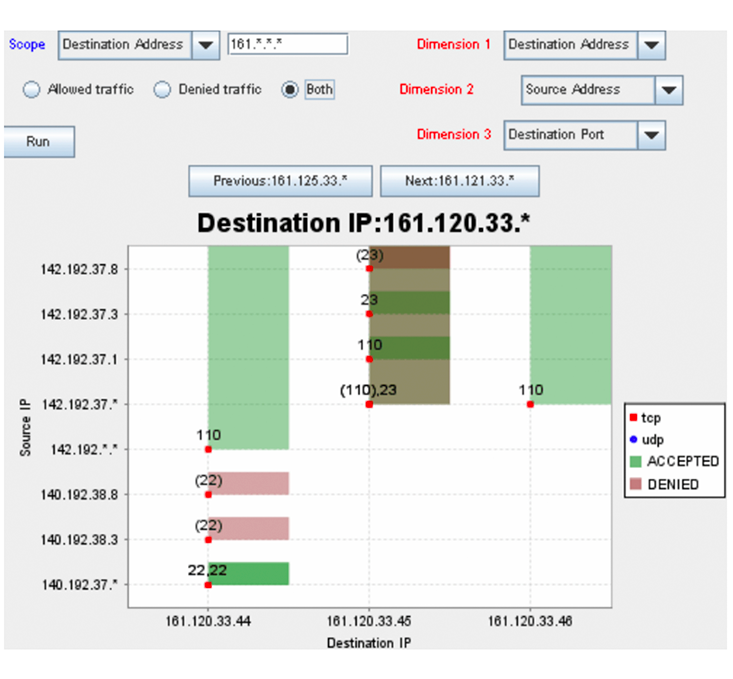 Scope Destination Address 161.*.*.* Dimension 1 Destination Address
Allowed traffic Denied traffic Both Dimension 2 Source Address
Run Dimension 3 Destination Port
Previous:161.125.33.* Next:161.121.33.*
Destination IP:161.120.33.*
(23)
142.192.37.8
23
142.192.37.3
110
142.192.37.1
(110),23 110
142.192.37.*
110
142.192.*.*
(22)
140.192.38.8
(22)
140.192.38.3
22,22
140.192.37.*
Source IP
tcp
udp
ACCEPTED
DENIED
161.120.33.44 161.120.33.45 161.120.33.46
Destination IP